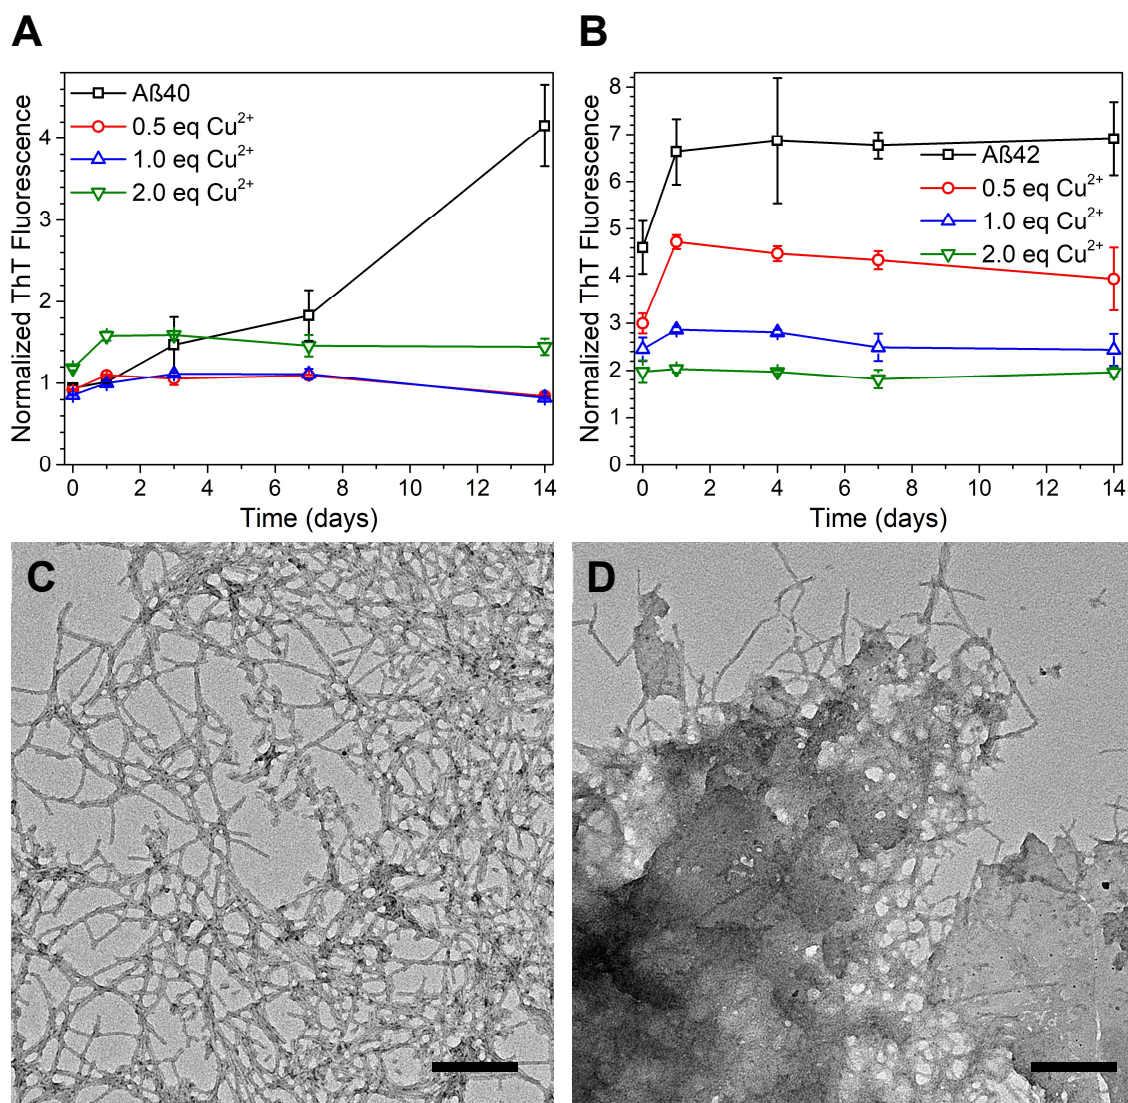 A
Normalized ThT Fluorescence
Aß40
0.5 eq Cu²⁺
1.0 eq Cu²⁺
2.0 eq Cu²⁺
4
3
2
1
0
0 2 4 6 8 10 12 14
Time (days)
B
Normalized ThT Fluorescence
8
7
6
5
4
3
2
1
0
Aß42
0.5 eq Cu²⁺
1.0 eq Cu²⁺
2.0 eq Cu²⁺
0 2 4 6 8 10 12 14
Time (days)
C
D